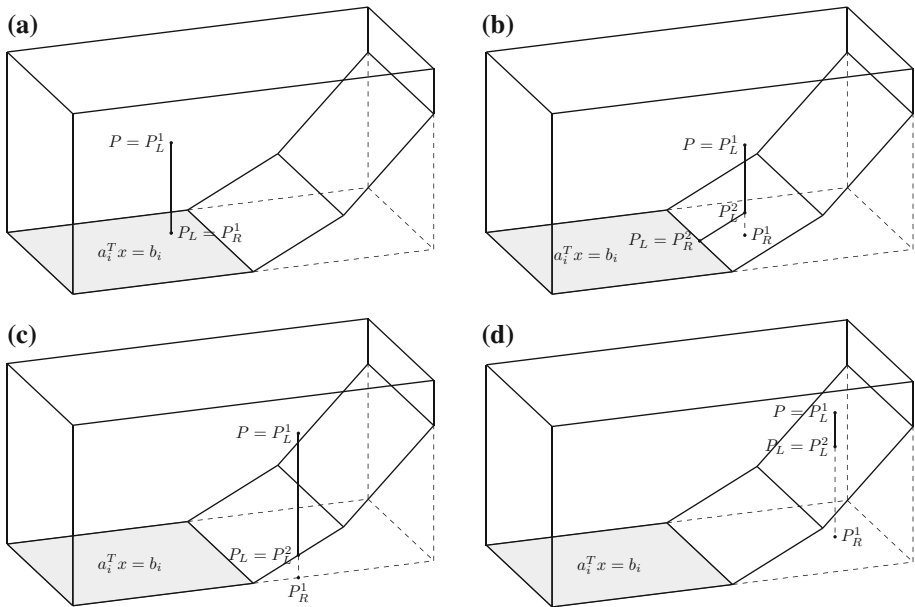 (a)
P = P_L^1
P_L = P_R^1
a_i^T x = b_i
(b)
P = P_L^1
P_L^2
P_R^1
P_L = P_R^2
a_i^T x = b_i
(c)
P = P_L^1
P_L = P_L^2
P_R^1
a_i^T x = b_i
(d)
P = P_L^1
P_L = P_L^2
P_R^1
a_i^T x = b_i